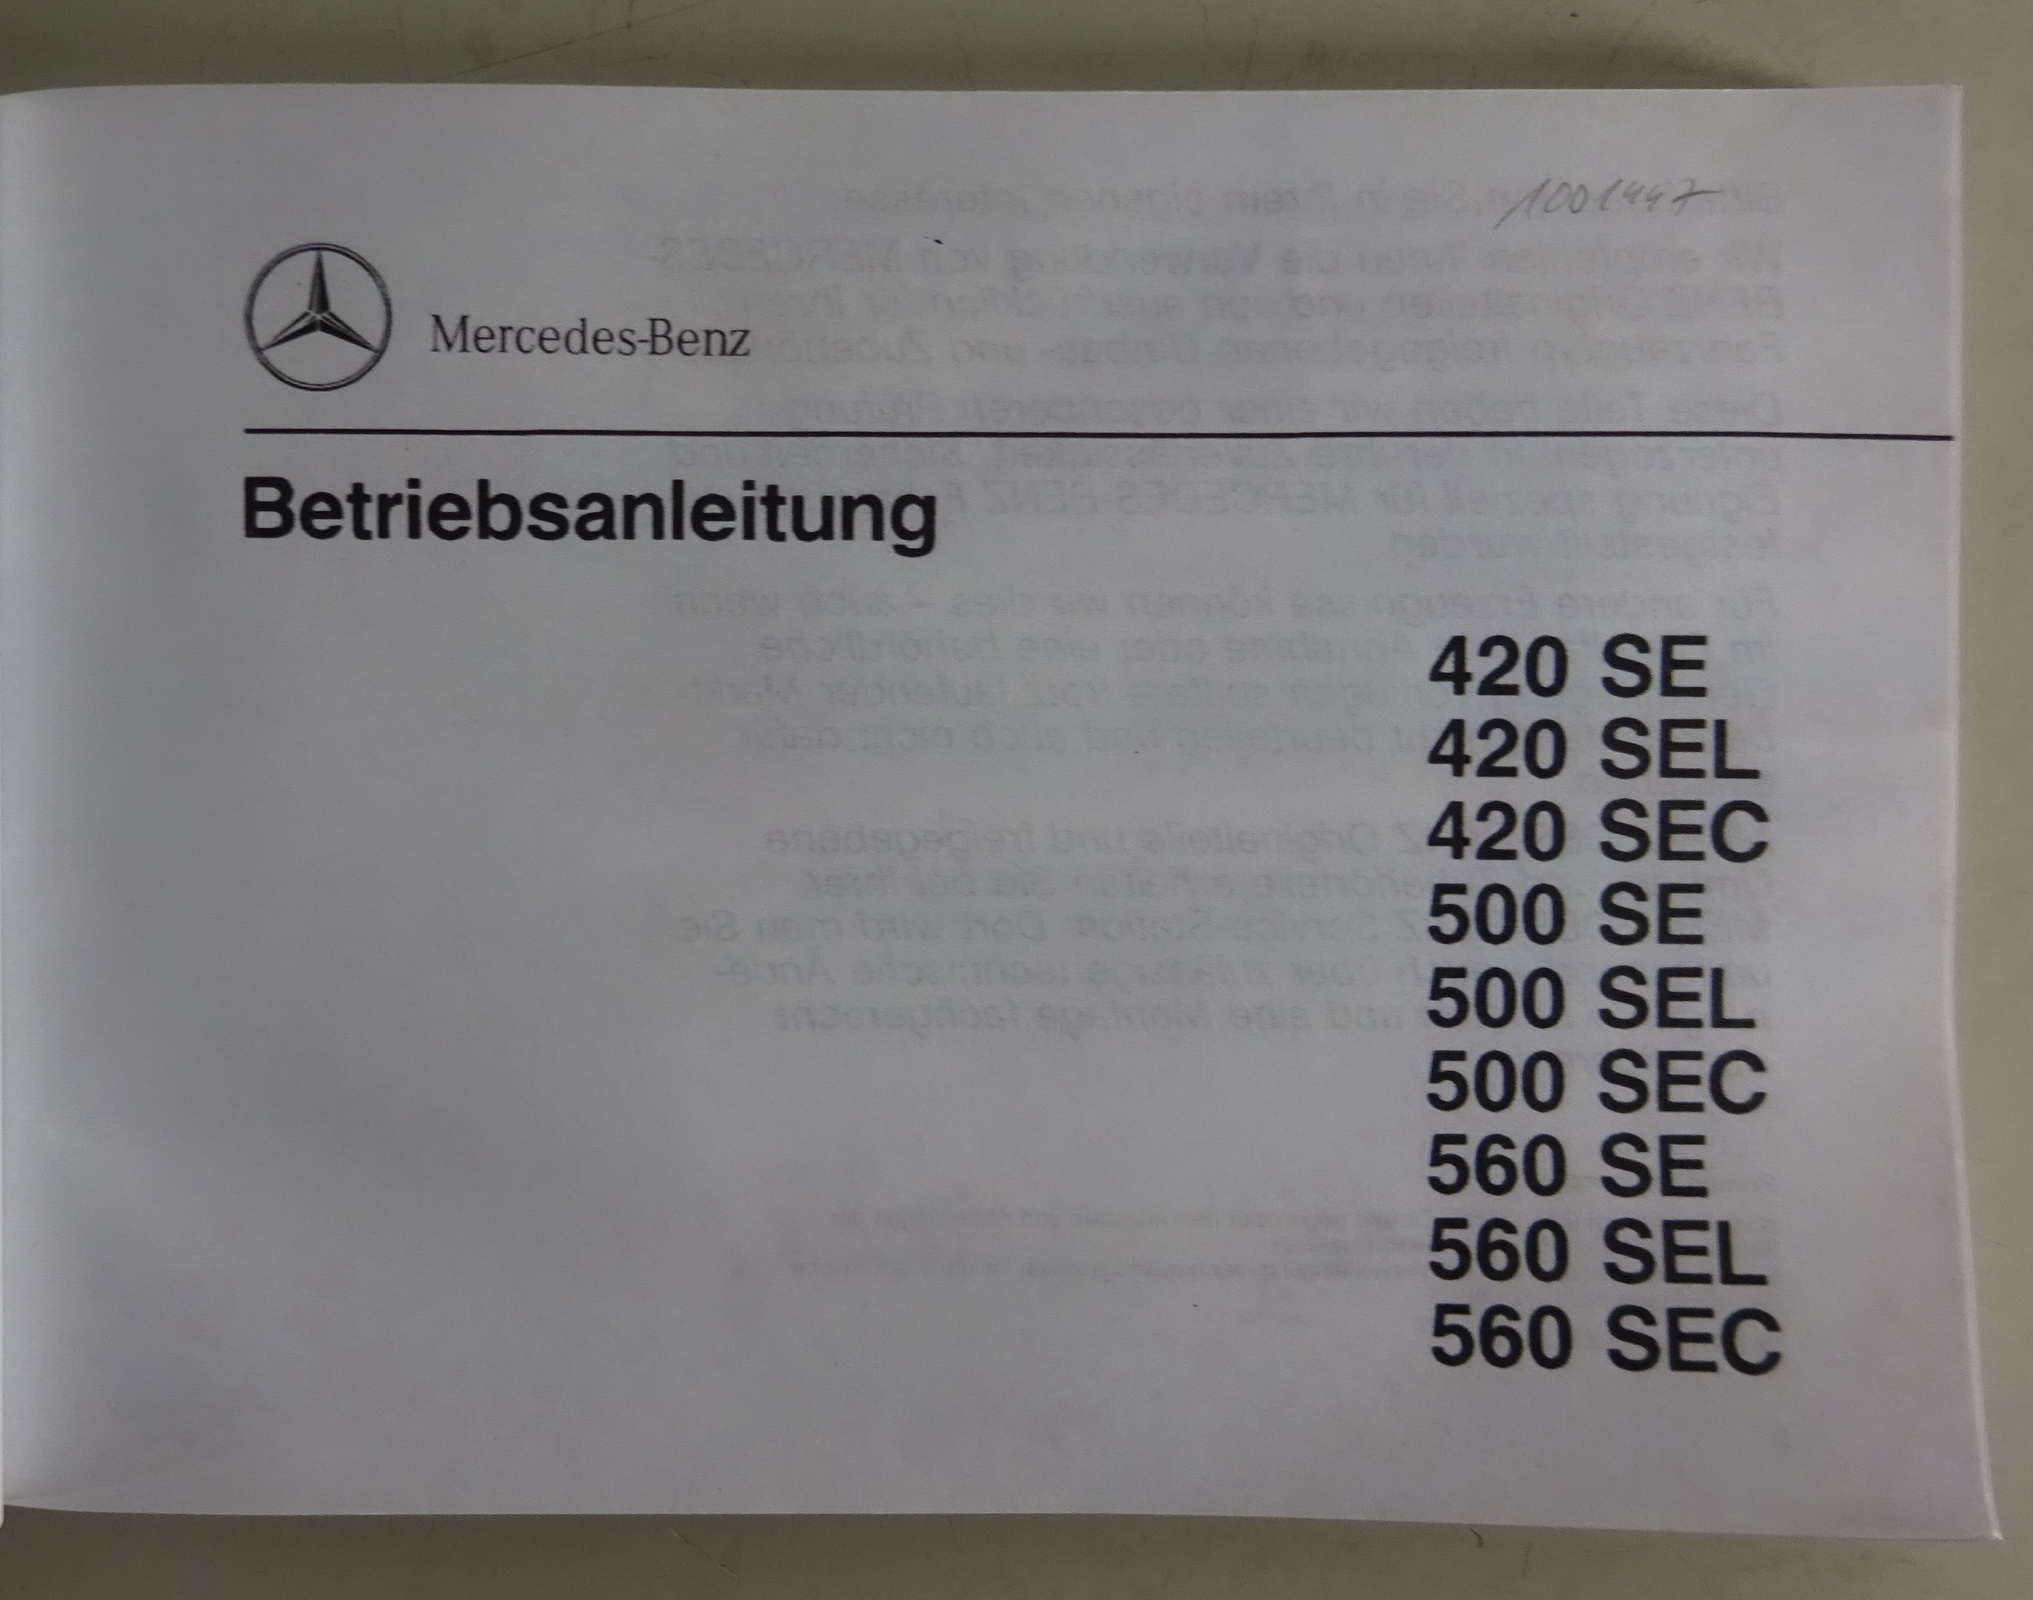 1001447
Mercedes-Benz
Betriebsanleitung
420 SE
420 SEL
420 SEC
500 SE
500 SEL
500 SEC
560 SE
560 SEL
560 SEC